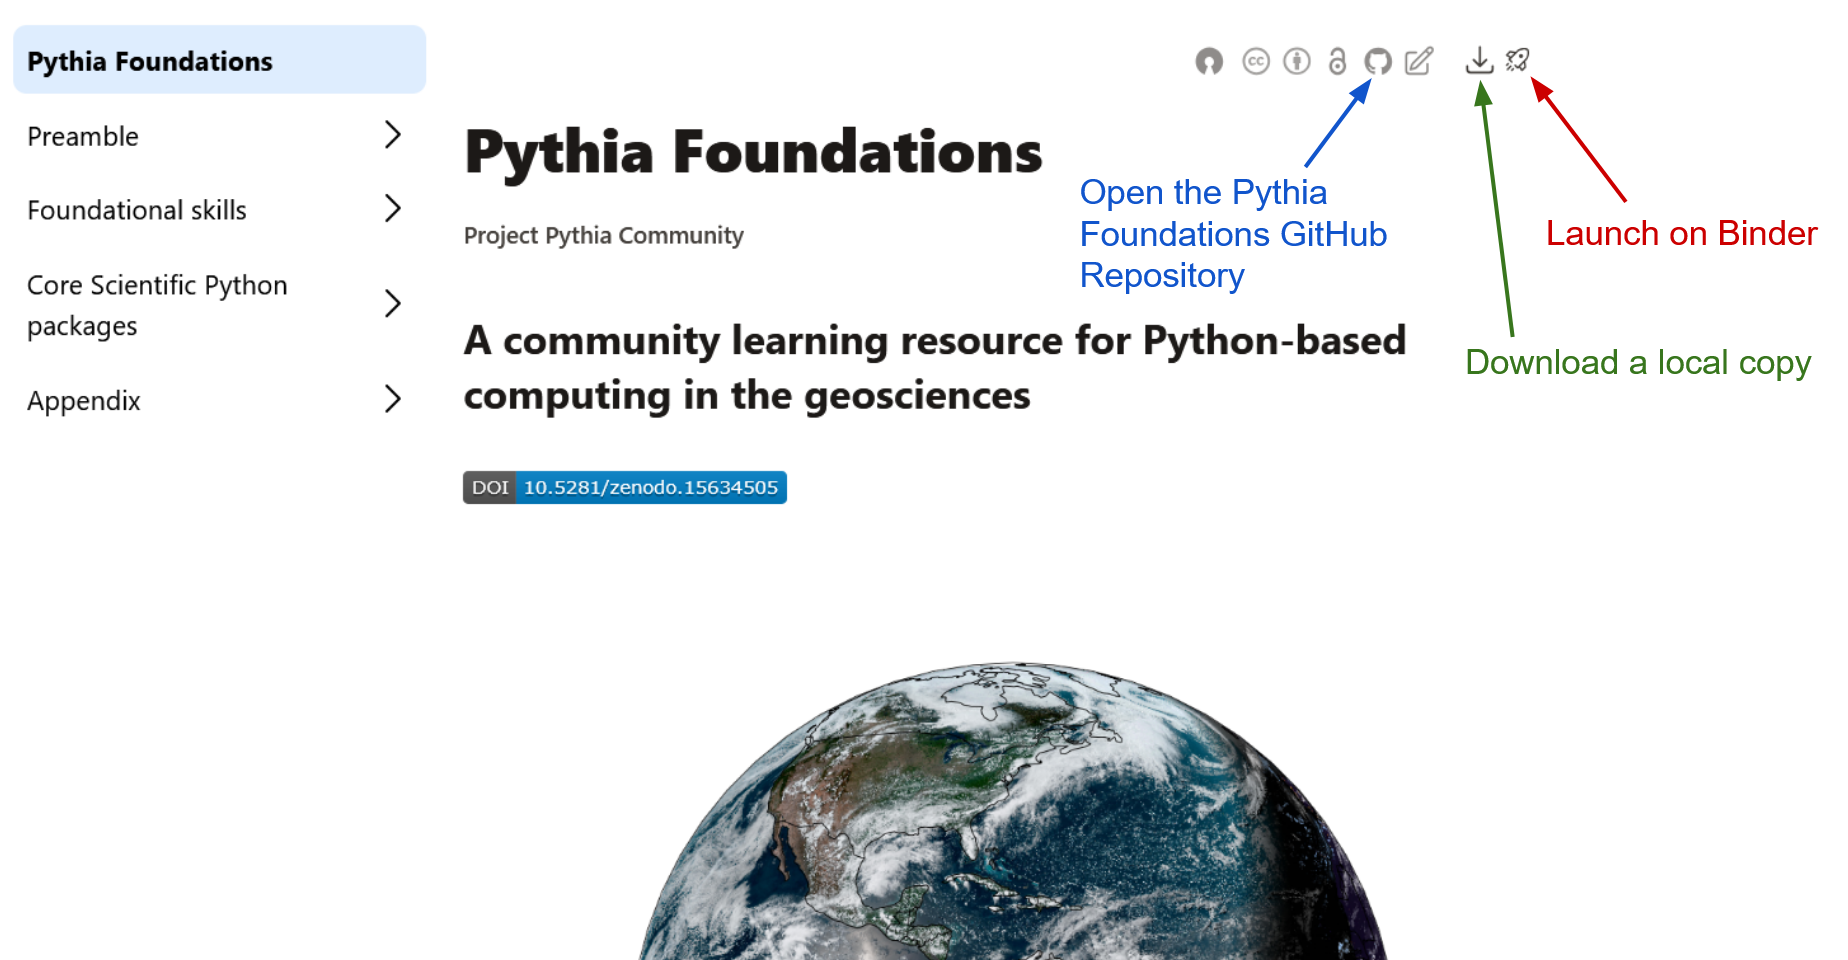 Pythia Foundations
Preamble
Foundational skills
Core Scientific Python
packages
Appendix
Pythia Foundations
Project Pythia Community
A community learning resource for Python-based
computing in the geosciences
DOI 10.5281/zenodo.15634505
cc
Open the Pythia
Foundations GitHub
Repository
Launch on Binder
Download a local copy